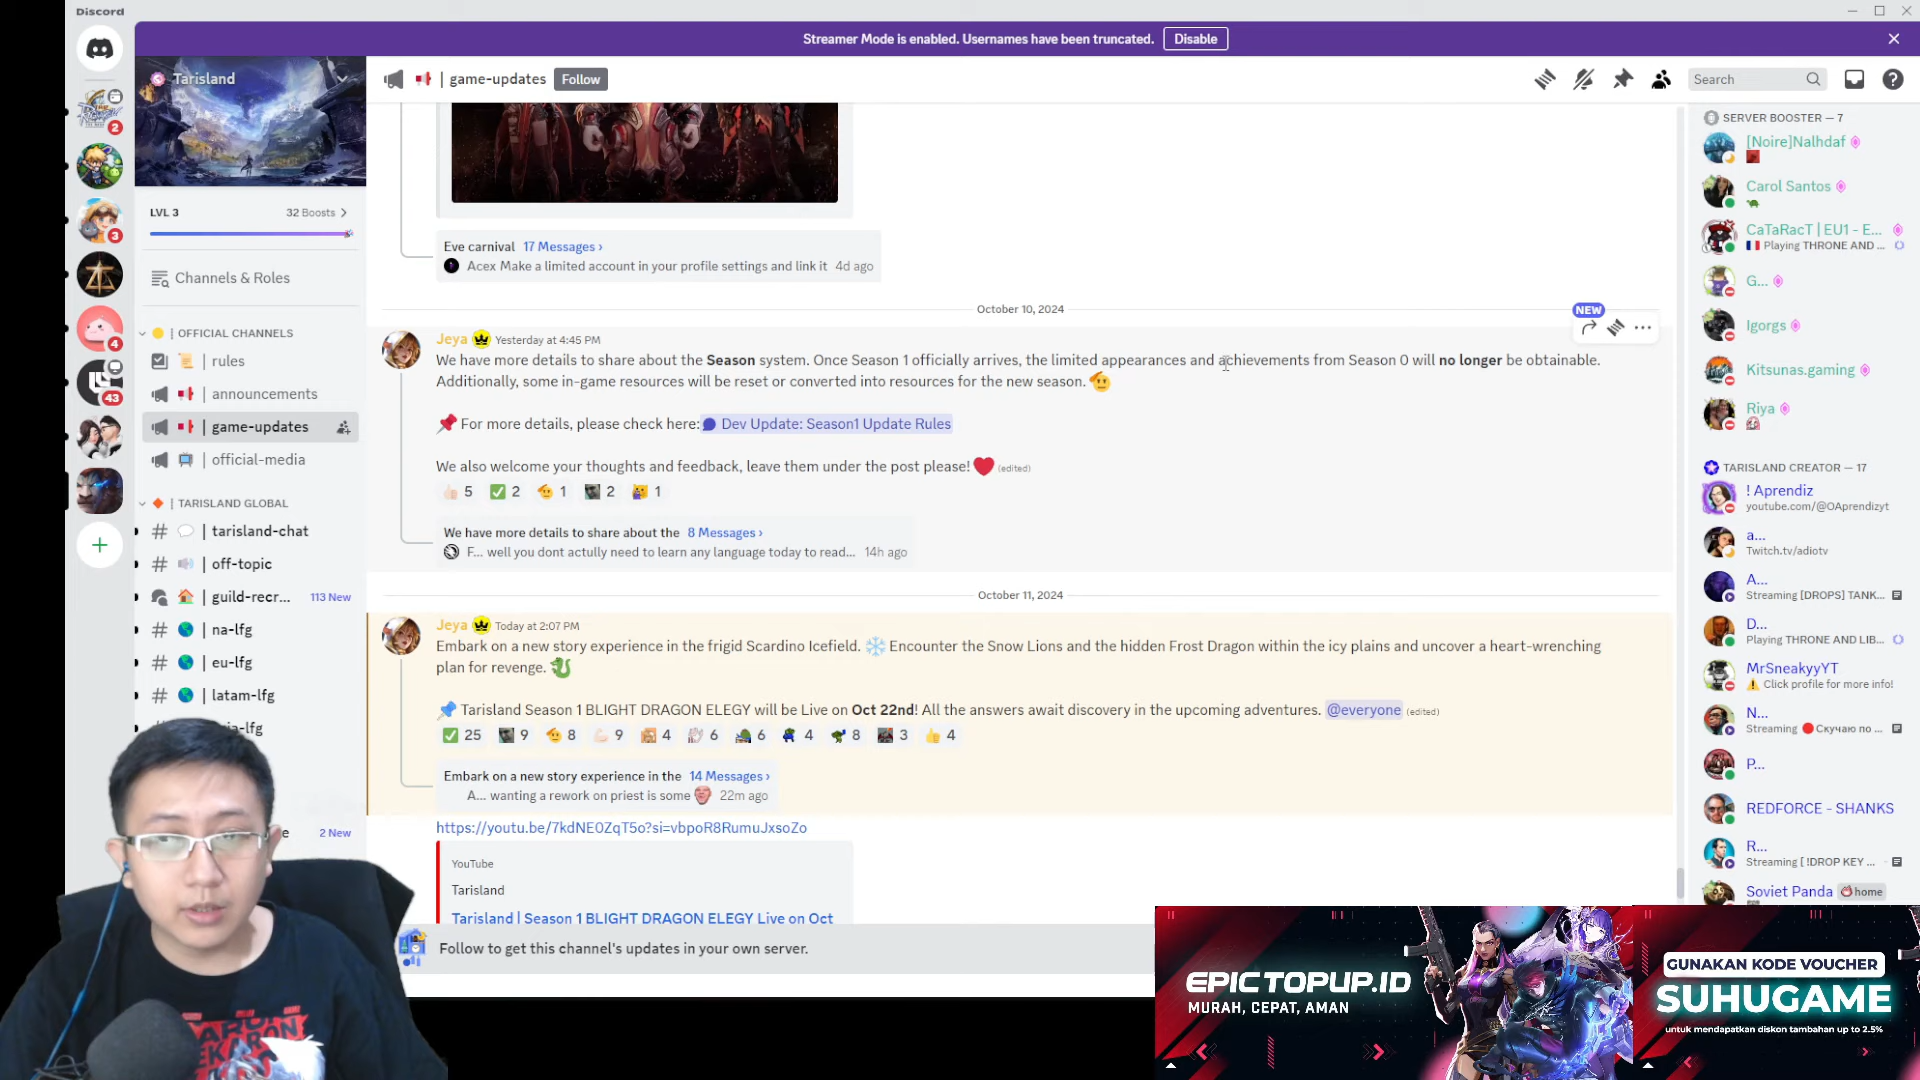 Discord
Streamer Mode is enabled. Usernames have been truncated.
Disable
Tarisland
| game-updates
Follow
Search
2
3
4
43
LVL 3
32 Boosts
Channels & Roles
| OFFICIAL CHANNELS
| rules
| announcements
| game-updates
| official-media
| TARISLAND GLOBAL
| tarisland-chat
| off-topic
| guild-recr...
113 New
| na-lfg
| eu-lfg
| latam-lfg
2 New
Eve carnival 17 Messages ›
Acex Make a limited account in your profile settings and link it 4d ago
October 10, 2024
NEW
Jeya Yesterday at 4:45 PM
We have more details to share about the Season system. Once Season 1 officially arrives, the limited appearances and achievements from Season 0 will no longer be obtainable.
Additionally, some in-game resources will be reset or converted into resources for the new season.
For more details, please check here: Dev Update: Season1 Update Rules
We also welcome your thoughts and feedback, leave them under the post please! (edited)
5 2 1 2 1
We have more details to share about the 8 Messages ›
F... well you dont actully need to learn any language today to read... 14h ago
October 11, 2024
Jeya Today at 2:07 PM
Embark on a new story experience in the frigid Scardino Icefield. Encounter the Snow Lions and the hidden Frost Dragon within the icy plains and uncover a heart-wrenching
plan for revenge.
Tarisland Season 1 BLIGHT DRAGON ELEGY will be Live on Oct 22nd! All the answers await discovery in the upcoming adventures. @everyone (edited)
25 9 8 9 4 6 6 4 8 3 4
Embark on a new story experience in the 14 Messages ›
A... wanting a rework on priest is some 22m ago
https://youtu.be/7kdNE0ZqT5o?si=vbpoR8RumuJxsoZo
YouTube
Tarisland
Tarisland | Season 1 BLIGHT DRAGON ELEGY Live on Oct
Follow to get this channel's updates in your own server.
SERVER BOOSTER — 7
[Noire]Nalhdaf
Carol Santos
CaTaRacT | EU1 - E...
Playing THRONE AND ...
G...
Igorgs
Kitsunas.gaming
Riya
TARISLAND CREATOR — 17
! Aprendiz
youtube.com/@OAprendizyt
a...
Twitch.tv/adiotv
A...
Streaming [DROPS] TANK...
D...
Playing THRONE AND LIB...
MrSneakyyYT
Click profile for more info!
N...
Streaming Скучаю по ...
P...
REDFORCE - SHANKS
R...
Streaming [ !DROP KEY ...
Soviet Panda home
EPICTOPUP.ID
MURAH, CEPAT, AMAN
GUNAKAN KODE VOUCHER
SUHUGAME
untuk mendapatkan diskon tambahan up to 2.5%